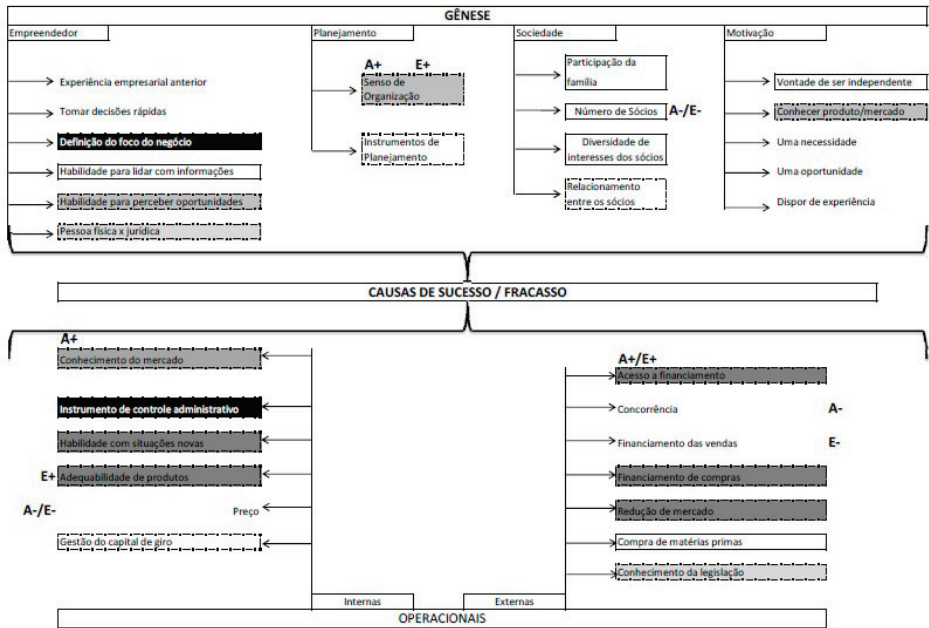 GÊNESE
Empreendedor
Experiência empresarial anterior
Tomar decisões rápidas
Definição do foco do negócio
Habilidade para lidar com informações
Habilidade para perceber oportunidades
Pessoa física x jurídica
Planejamento
A+ E+
Senso de
Organização
Instrumentos de
Planejamento
Sociedade
Participação da
família
Número de Sócios A-/E-
Diversidade de
interesses dos sócios
Relacionamento
entre os sócios
Motivação
Vontade de ser independente
Conhecer produto/mercado
Uma necessidade
Uma oportunidade
Dispor de experiência
CAUSAS DE SUCESSO / FRACASSO
A+
Conhecimento do mercado
Instrumento de controle administrativo
Habilidade com situações novas
E+ Adequabilidade de produtos
A-/E- Preço
Gestão do capital de giro
A+/E+
Acesso a financiamento
Concorrência A-
Financiamento das vendas E-
Financiamento de compras
Redução de mercado
Compra de matérias primas
Conhecimento da legislação
Internas Externas
OPERACIONAIS